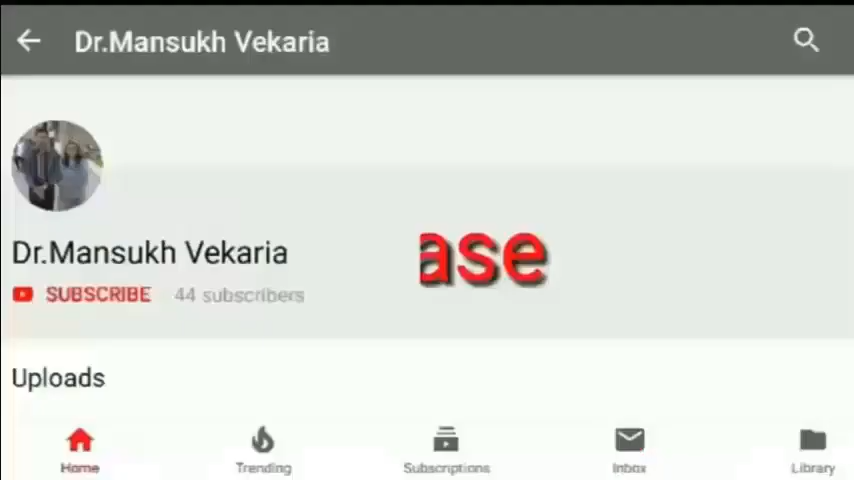 Dr.Mansukh Vekaria
Dr.Mansukh Vekaria
ase
SUBSCRIBE 44 subscribers
Uploads
Home Trending Subscriptions Inbox Library